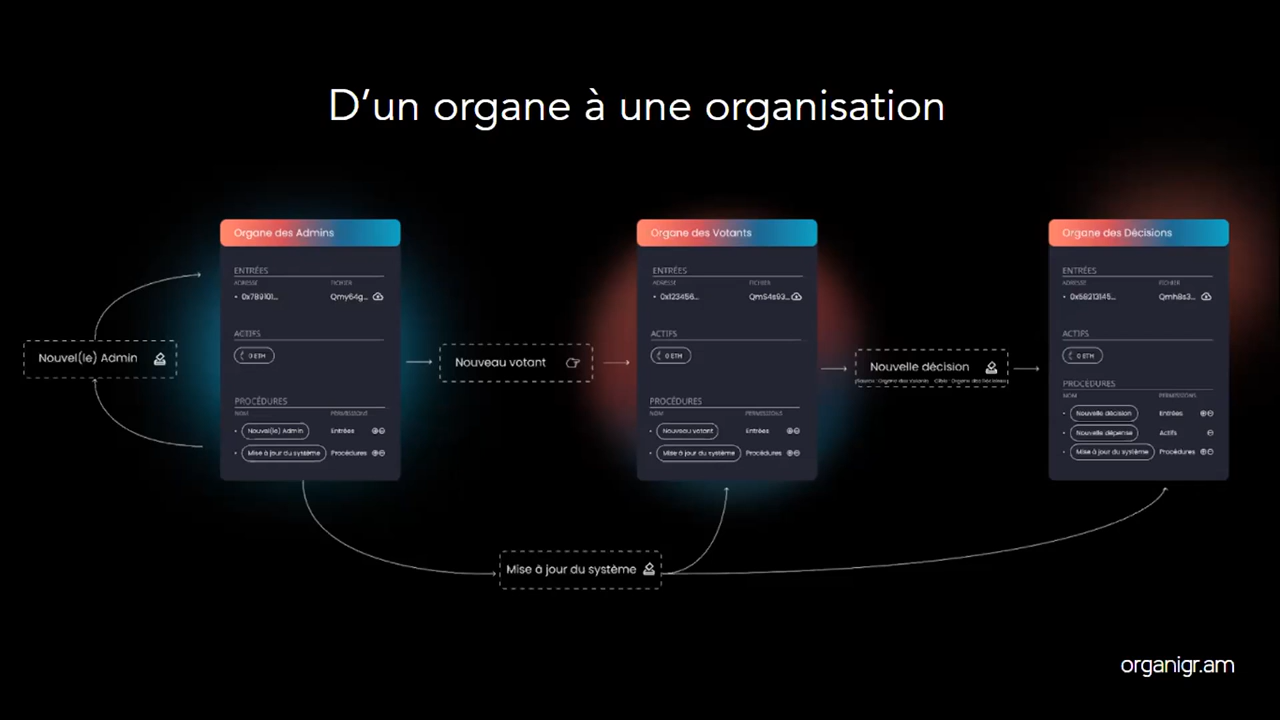 D’un organe à une organisation
Organe des Admins
ENTRÉES
ADRESSE FICHIER
• 0x789101... Qmy64g...
ACTIFS
0 ETH
PROCÉDURES
NOM PERMISSIONS
• Nouvel(le) Admin Entrées
• Mise à jour du système Procédures
Organe des Votants
ENTRÉES
ADRESSE FICHIER
• 0x123456... QmS4s93...
ACTIFS
0 ETH
PROCÉDURES
NOM PERMISSIONS
• Nouveau votant Entrées
• Mise à jour du système Procédures
Organe des Décisions
ENTRÉES
ADRESSE FICHIER
• 0x58213145... Qmh8s3...
ACTIFS
0 ETH
PROCÉDURES
NOM PERMISSIONS
• Nouvelle décision Entrées
• Nouvelle dépense Actifs
• Mise à jour du système Procédures
Nouvel(le) Admin
Nouveau votant
Nouvelle décision
Mise à jour du système
organigr.am